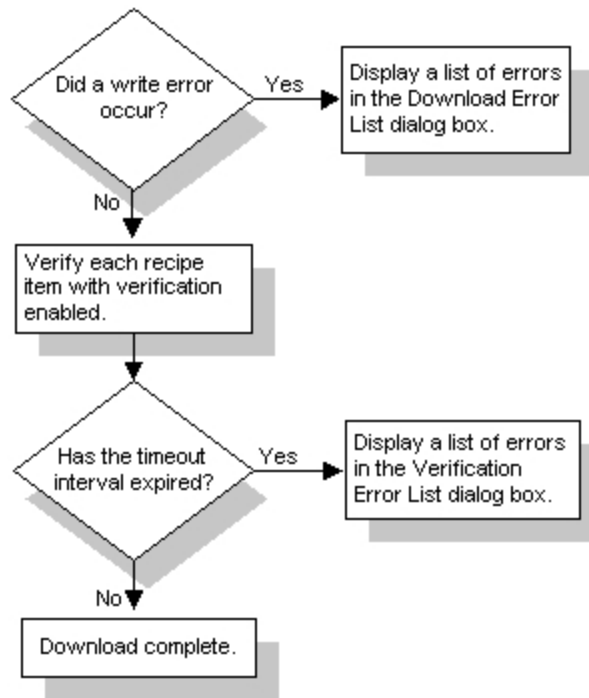 Did a write error
occur?
Yes
Display a list of errors
in the Download Error
List dialog box.
No
Verify each recipe
item with verification
enabled.
Has the timeout
interval expired?
Yes
Display a list of errors
in the Verification
Error List dialog box.
No
Download complete.